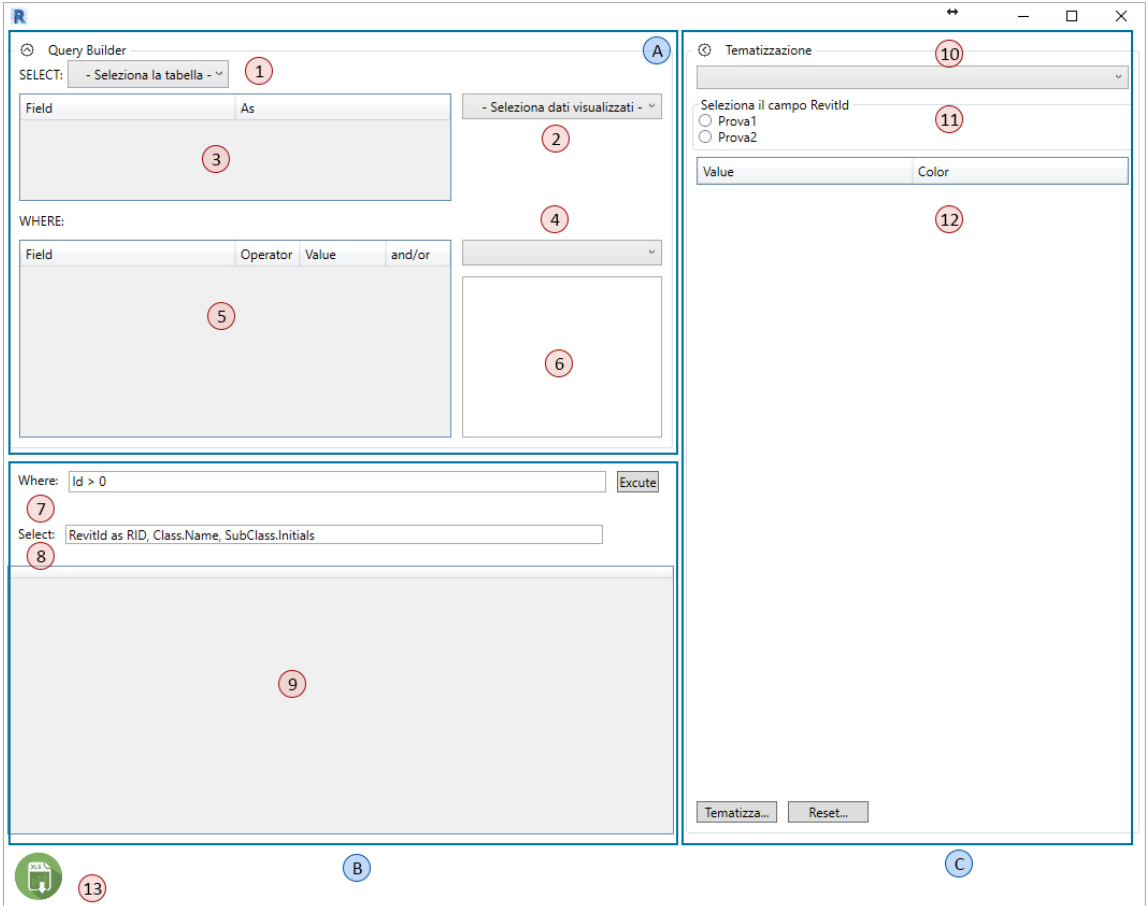 R
Query Builder
A
SELECT:
- Seleziona la tabella -
1
Field As
- Seleziona dati visualizzati -
2
3
WHERE:
4
Field Operator Value and/or
5
6
Where:
Id > 0
Excute
7
Select:
RevitId as RID, Class.Name, SubClass.Initials
8
9
B
XLS
13
Tematizzazione
10
Seleziona il campo RevitId
11
Prova1
Prova2
Value Color
12
Tematizza...
Reset...
C